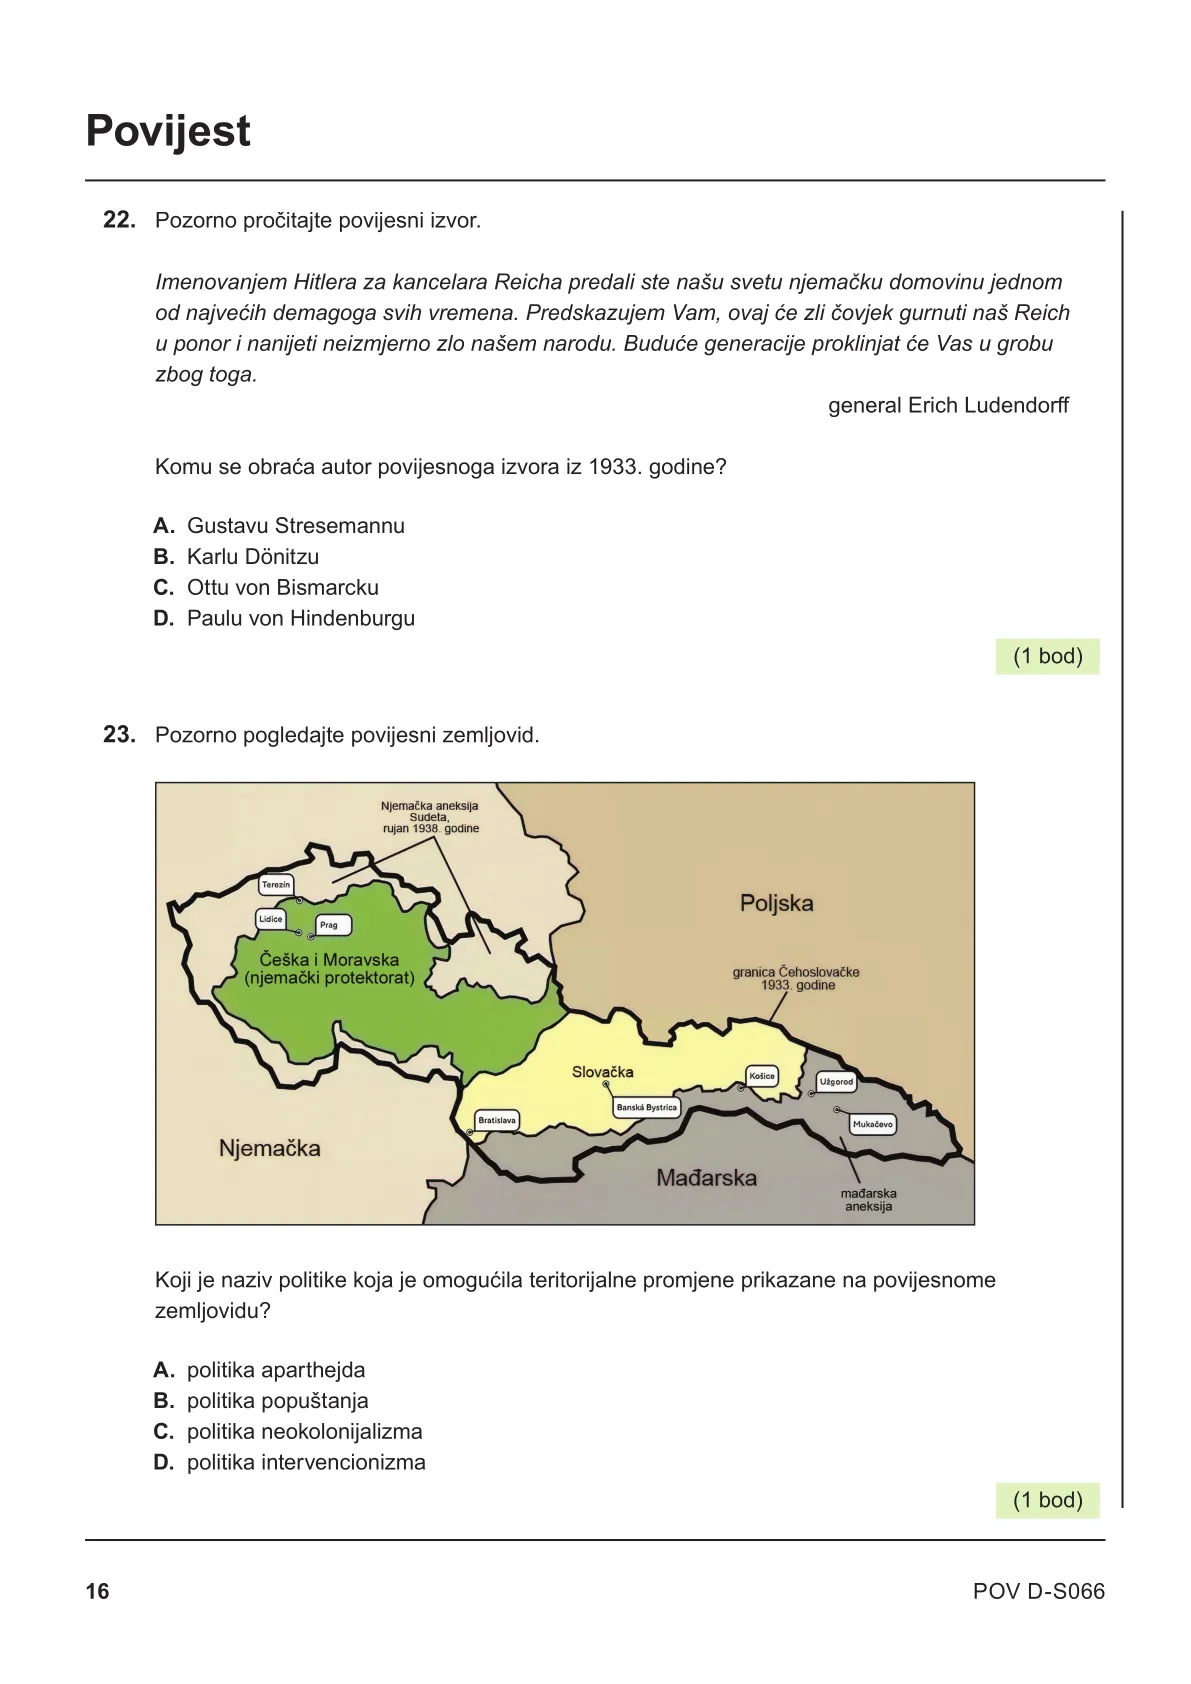 Povijest
22. Pozorno pročitajte povijesni izvor.
Imenovanjem Hitlera za kancelara Reicha predali ste našu svetu njemačku domovinu jednom
od najvećih demagoga svih vremena. Predskazujem Vam, ovaj će zli čovjek gurnuti naš Reich
u ponor i nanijeti neizmjerno zlo našem narodu. Buduće generacije proklinjat će Vas u grobu
zbog toga.
general Erich Ludendorff
Komu se obraća autor povijesnoga izvora iz 1933. godine?
A. Gustavu Stresemannu
B. Karlu Dönitzu
C. Ottu von Bismarcku
D. Paulu von Hindenburgu
(1 bod)
23. Pozorno pogledajte povijesni zemljovid.
Njemačka aneksija
Sudeta,
rujan 1938. godine
Terezín
Lidice
Prag
Češka i Moravska
(njemački protektorat)
Poljska
granica Čehoslovačke
1933. godine
Slovačka
Košice
Užgorod
Banská Bystrica
Bratislava
Mukačevo
Njemačka
Mađarska
mađarska
aneksija
Koji je naziv politike koja je omogućila teritorijalne promjene prikazane na povijesnome
zemljovidu?
A. politika aparthejda
B. politika popuštanja
C. politika neokolonijalizma
D. politika intervencionizma
(1 bod)
16
POV D-S066